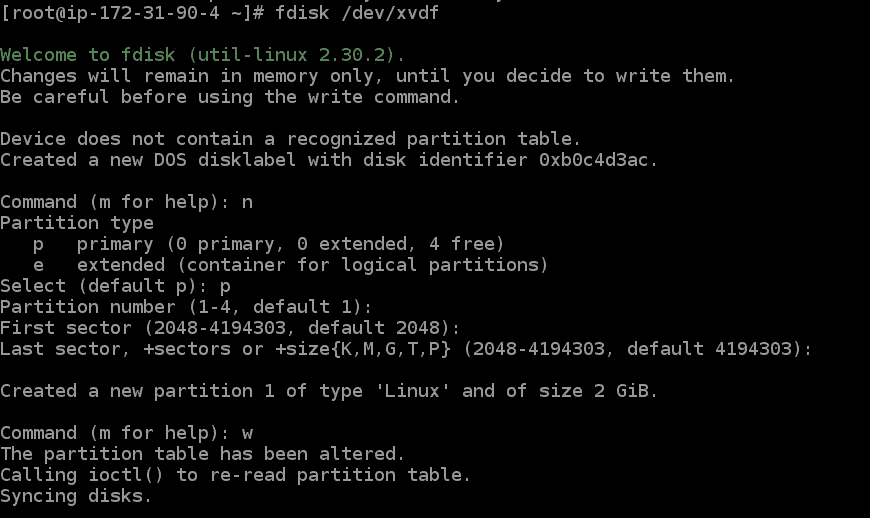 [root@ip-172-31-90-4 ~]# fdisk /dev/xvdf
Welcome to fdisk (util-linux 2.30.2).
Changes will remain in memory only, until you decide to write them.
Be careful before using the write command.
Device does not contain a recognized partition table.
Created a new DOS disklabel with disk identifier 0xb0c4d3ac.
Command (m for help): n
Partition type
   p   primary (0 primary, 0 extended, 4 free)
   e   extended (container for logical partitions)
Select (default p): p
Partition number (1-4, default 1):
First sector (2048-4194303, default 2048):
Last sector, +sectors or +size{K,M,G,T,P} (2048-4194303, default 4194303):
Created a new partition 1 of type 'Linux' and of size 2 GiB.
Command (m for help): w
The partition table has been altered.
Calling ioctl() to re-read partition table.
Syncing disks.